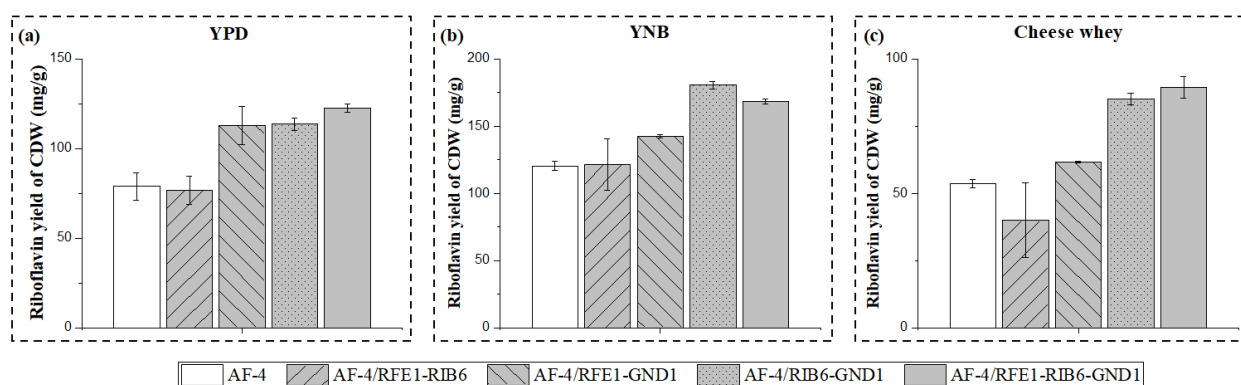 (a) YPD
Riboflavin yield of CDW (mg/g)
150
100
50
0
(b) YNB
Riboflavin yield of CDW (mg/g)
200
150
100
50
0
(c) Cheese whey
Riboflavin yield of CDW (mg/g)
100
50
0
AF-4 AF-4/RFE1-RIB6 AF-4/RFE1-GND1 AF-4/RIB6-GND1 AF-4/RFE1-RIB6-GND1